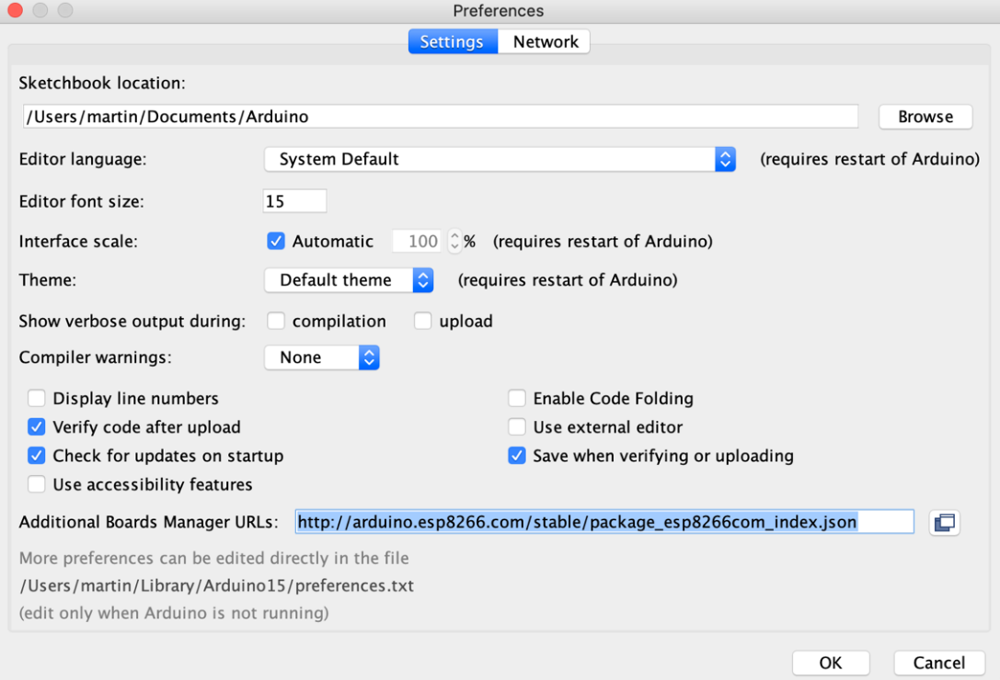 Preferences
Settings Network
Sketchbook location:
/Users/martin/Documents/Arduino Browse
Editor language: System Default (requires restart of Arduino)
Editor font size: 15
Interface scale: Automatic 100 % (requires restart of Arduino)
Theme: Default theme (requires restart of Arduino)
Show verbose output during: compilation upload
Compiler warnings: None
Display line numbers Enable Code Folding
Verify code after upload Use external editor
Check for updates on startup Save when verifying or uploading
Use accessibility features
Additional Boards Manager URLs: http://arduino.esp8266.com/stable/package_esp8266com_index.json
More preferences can be edited directly in the file
/Users/martin/Library/Arduino15/preferences.txt
(edit only when Arduino is not running)
OK Cancel